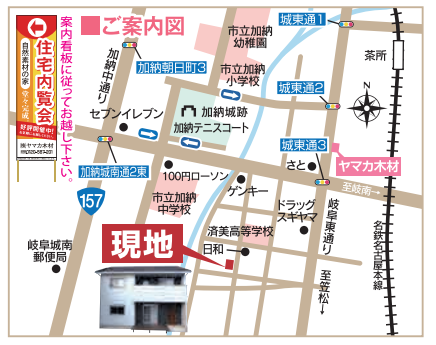 ■ご案内図
住宅内覧会
自然素材の家
堂々完成
好評開催中!
㈱ヤマカ木材
案内看板に従ってお越し下さい。
加納中通り
市立加納
幼稚園
城東通1
茶所
加納朝日町3
市立加納
小学校
城東通2
N
セブンイレブン
加納城跡
加納テニスコート
城東通3
ヤマカ木材
加納城南通2東
100円ローソン
さと
至岐南→
157
市立加納
中学校
ゲンキー
ドラッグ
スギヤマ
岐阜東通り
名鉄名古屋本線
岐阜城南
郵便局
現地
済美高等学校
日和
至笠松→